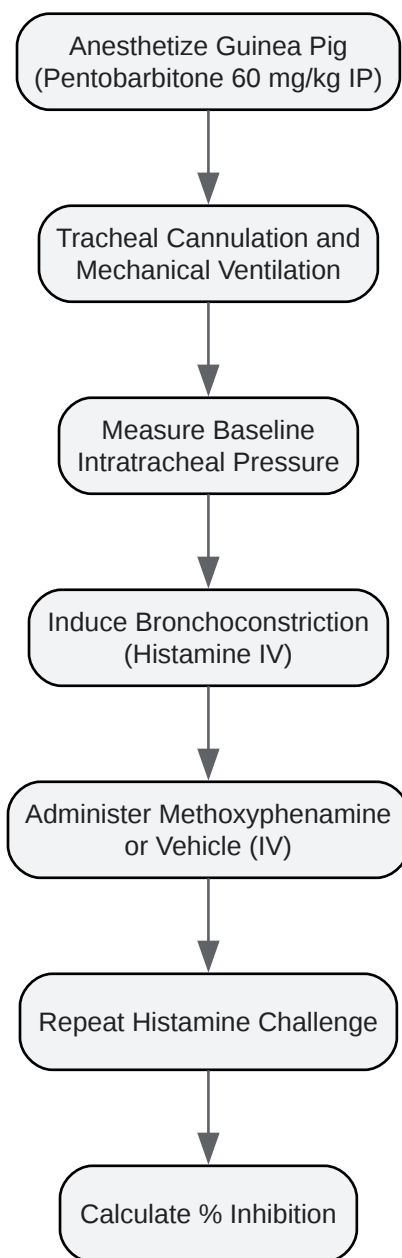 Anesthetize Guinea Pig
(Pentobarbitone 60 mg/kg IP)
Tracheal Cannulation and
Mechanical Ventilation
Measure Baseline
Intratracheal Pressure
Induce Bronchoconstriction
(Histamine IV)
Administer Methoxyphenamine
or Vehicle (IV)
Repeat Histamine Challenge
Calculate % Inhibition